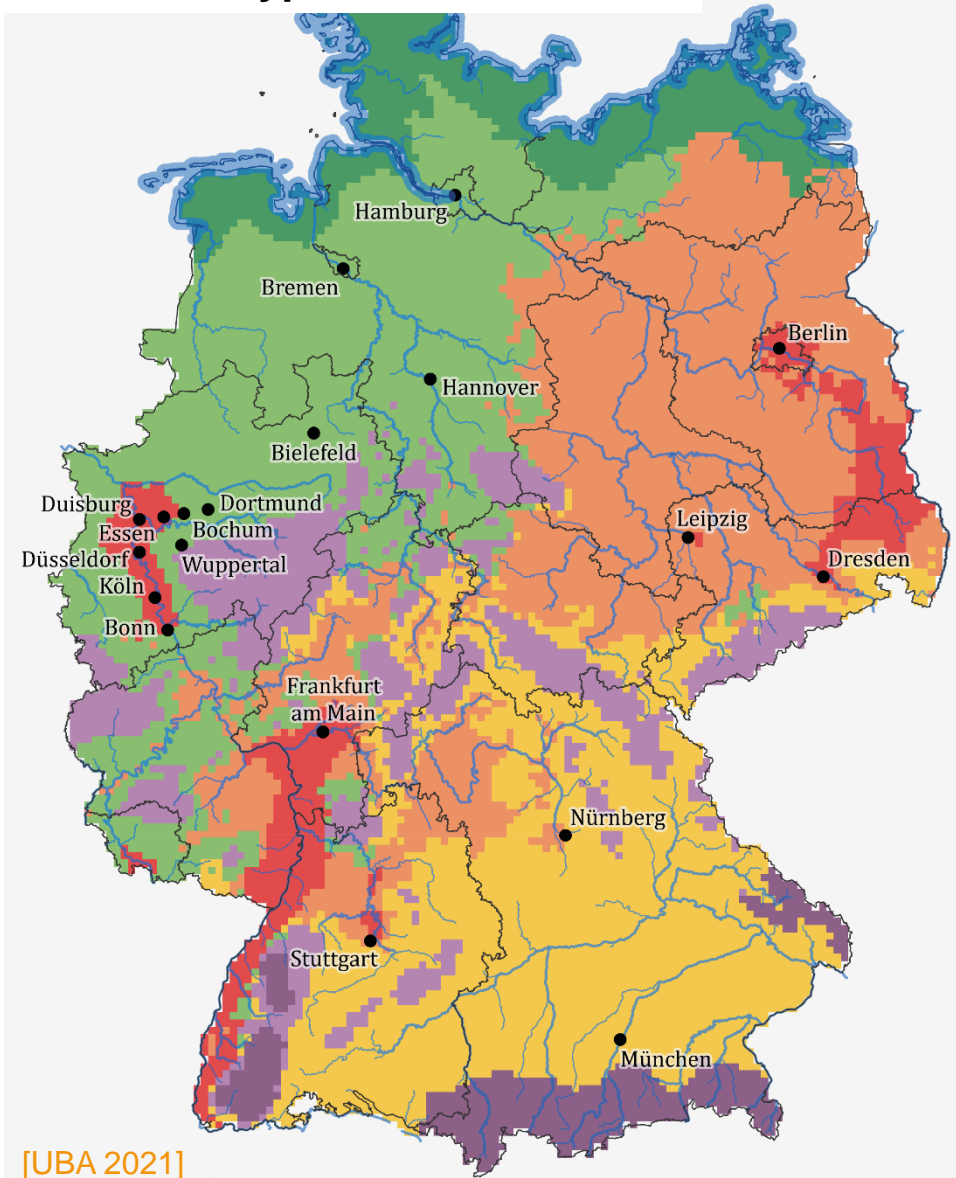 Hamburg
Bremen
Berlin
Hannover
Bielefeld
Duisburg
Dortmund
Essen
Bochum
Leipzig
Düsseldorf
Wuppertal
Dresden
Köln
Bonn
Frankfurt
am Main
Nürnberg
Stuttgart
München
[UBA 2021]